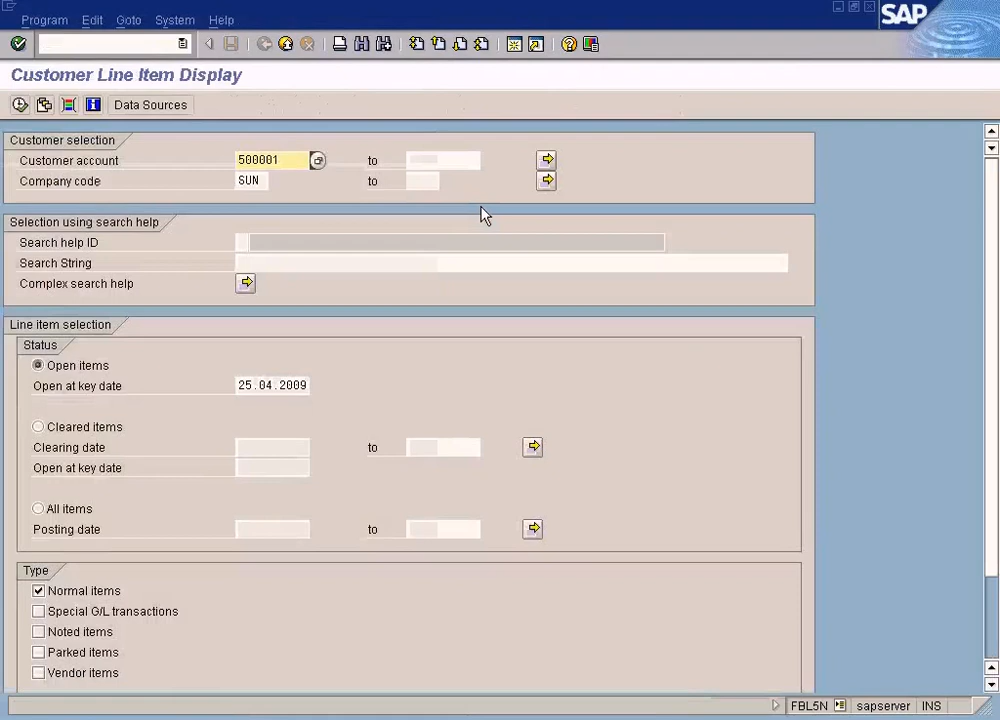 Program Edit Goto System Help
SAP
Customer Line Item Display
Data Sources
Customer selection
Customer account 500001 to
Company code SUN to
Selection using search help
Search help ID
Search String
Complex search help
Line item selection
Status
Open items
Open at key date 25.04.2009
Cleared items
Clearing date to
Open at key date
All items
Posting date to
Type
Normal items
Special G/L transactions
Noted items
Parked items
Vendor items
FBL5N sapserver INS